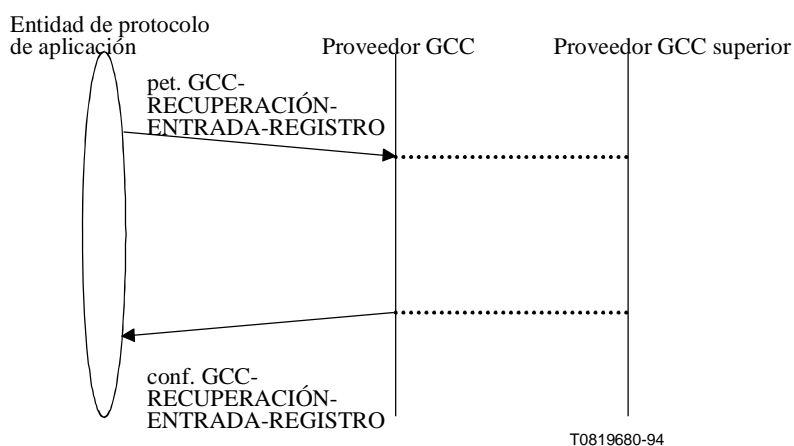 Entidad de protocolo
de aplicación
Proveedor GCC
Proveedor GCC superior
pet. GCC-
RECUPERACIÓN-
ENTRADA-REGISTRO
conf. GCC-
RECUPERACIÓN-
ENTRADA-REGISTRO
T0819680-94